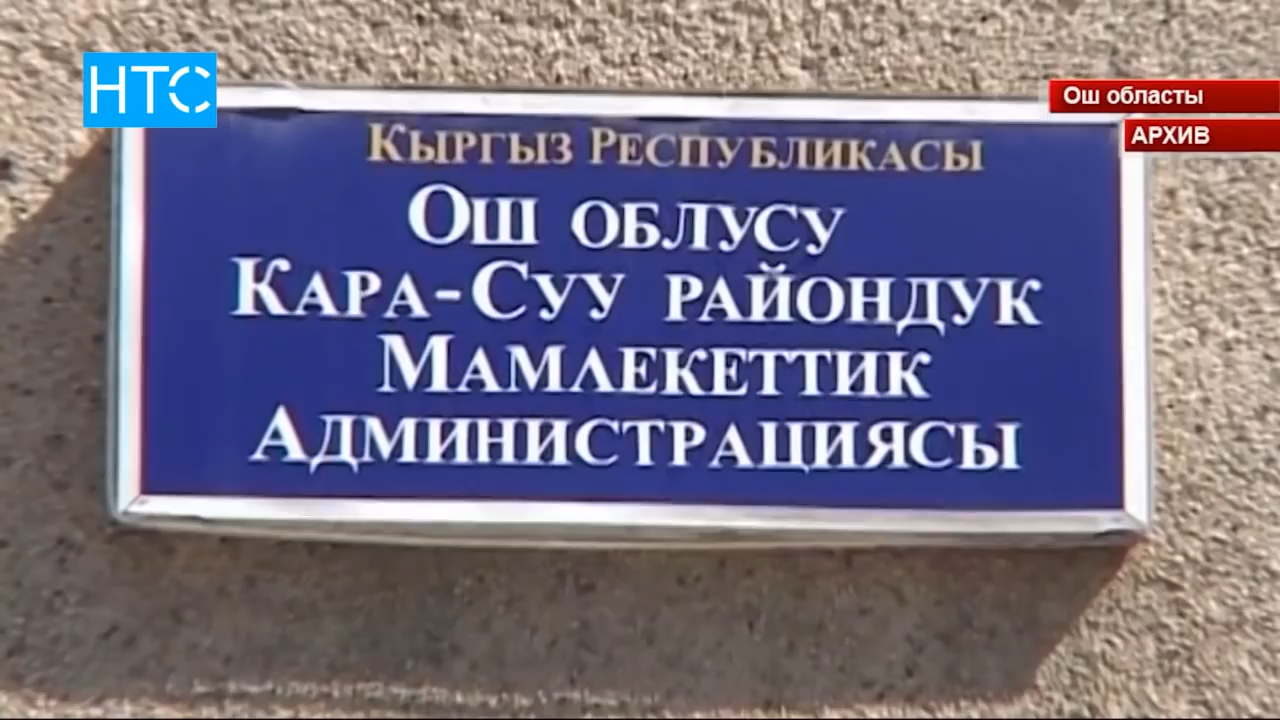 НТС
Ош областы
АРХИВ
Кыргыз Республикасы
Ош облусу
Кара-Суу райондук
Мамлекеттик
Администрациясы